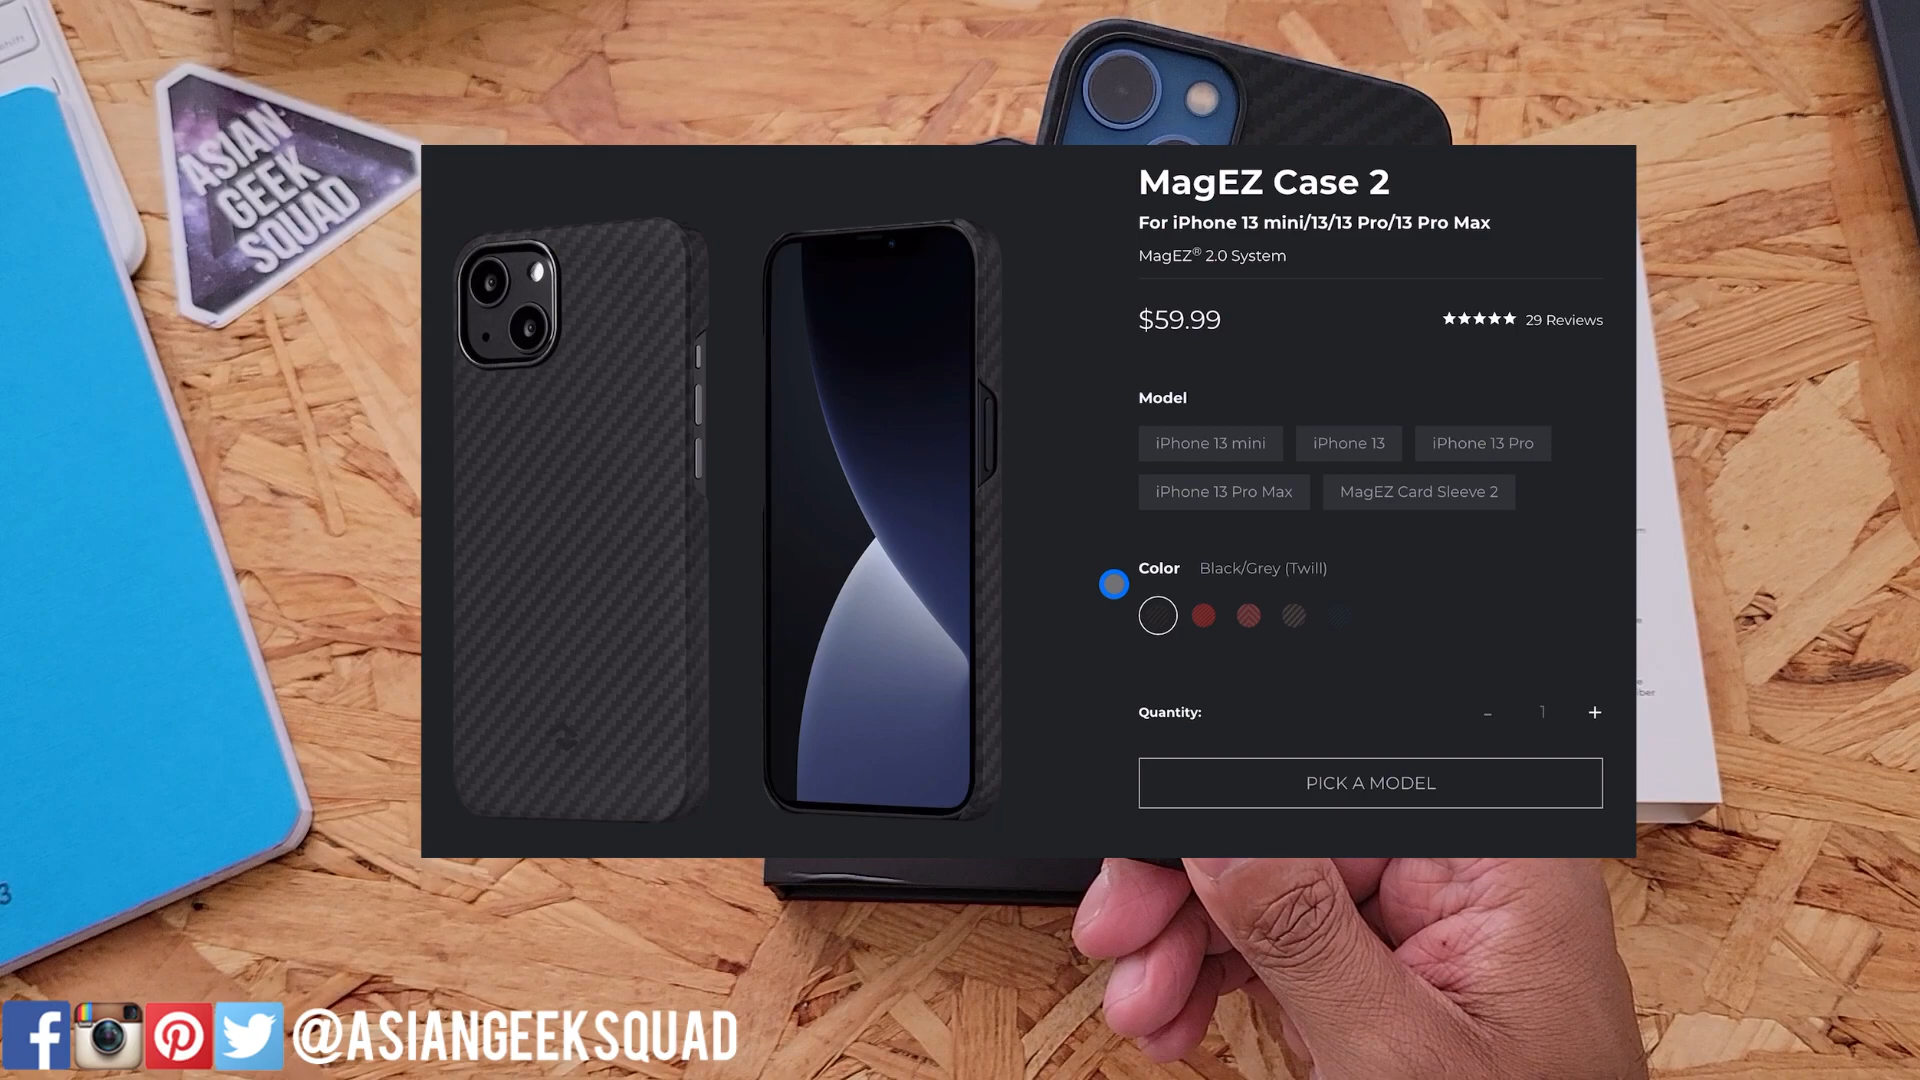 shift
ASIAN
GEEK
SQUAD
MagEZ Case 2
For iPhone 13 mini/13/13 Pro/13 Pro Max
MagEZ® 2.0 System
$59.99
29 Reviews
Model
iPhone 13 mini
iPhone 13
iPhone 13 Pro
iPhone 13 Pro Max
MagEZ Card Sleeve 2
Color Black/Grey (Twill)
Quantity:
- 1 +
PICK A MODEL
3
@ASIANGEEKSQUAD